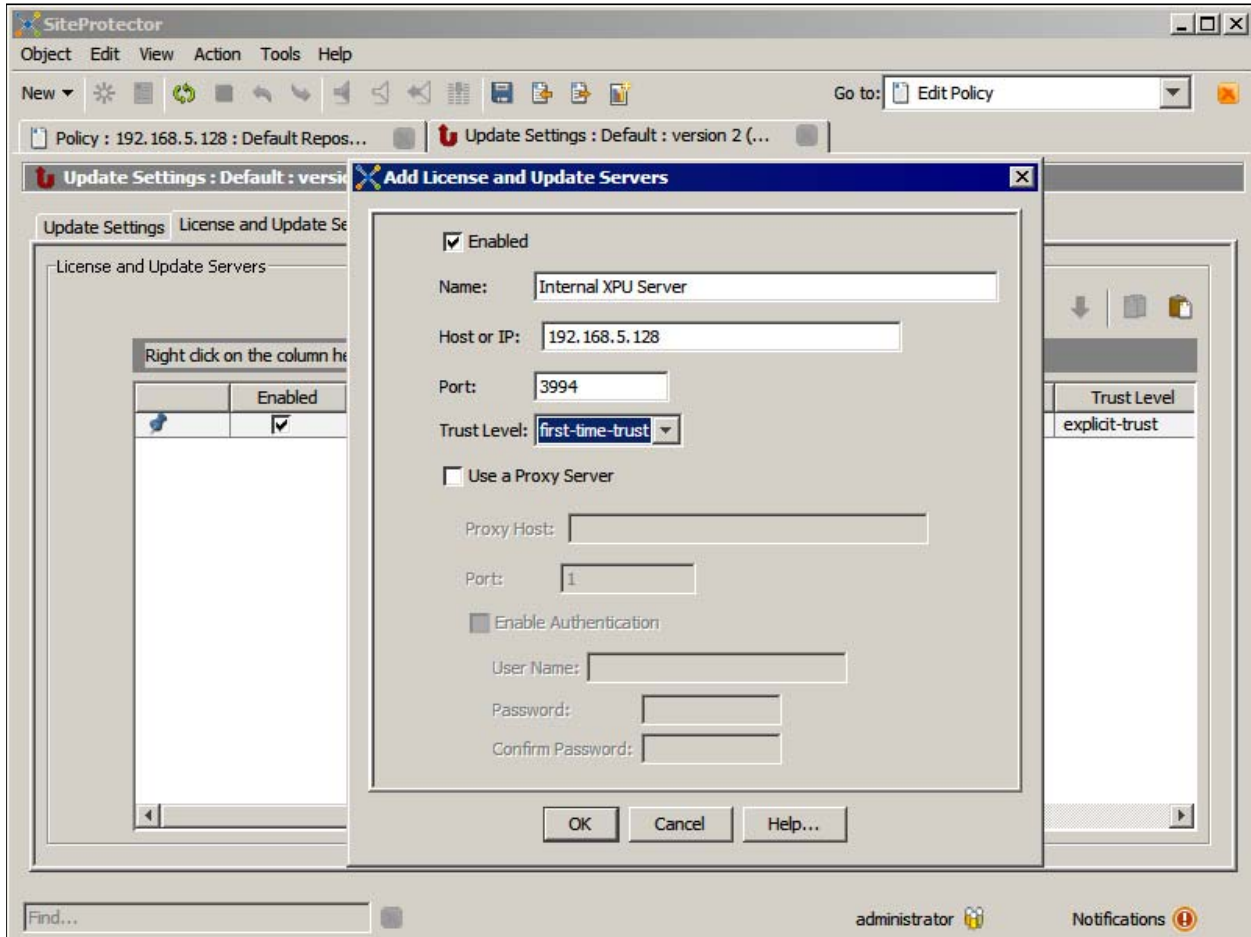 SiteProtector
Object Edit View Action Tools Help
New Go to: Edit Policy
Policy : 192.168.5.128 : Default Repos... Update Settings : Default : version 2 (...
Update Settings : Default : versi
Add License and Update Servers
Update Settings License and Update Se
Enabled
License and Update Servers
Name: Internal XPU Server
Host or IP: 192.168.5.128
Right click on the column he
Port: 3994
Enabled Trust Level
Trust Level: first-time-trust
explicit-trust
Use a Proxy Server
Proxy Host:
Port: 1
Enable Authentication
User Name:
Password:
Confirm Password:
OK Cancel Help...
Find... administrator Notifications